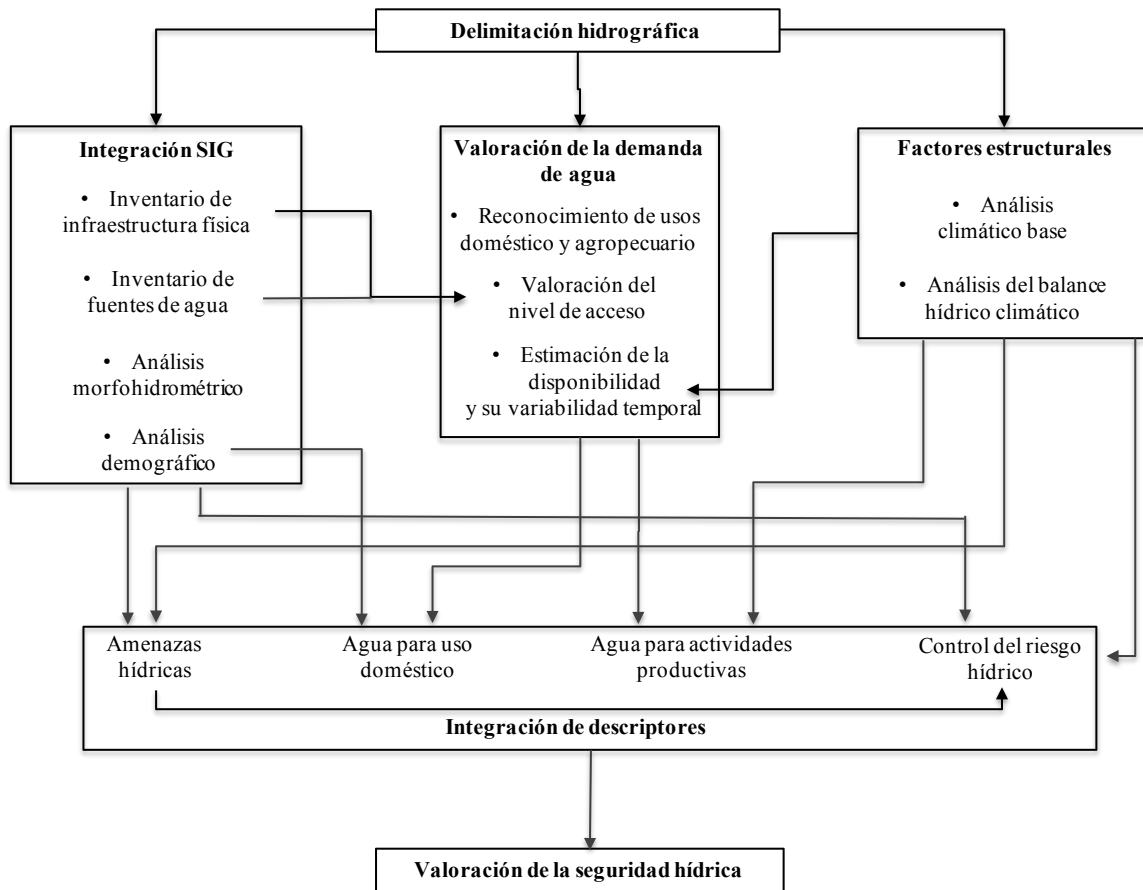 Delimitación hidrográfica
Integración SIG
• Inventario de
infraestructura física
• Inventario de
fuentes de agua
• Análisis
morfohidrométrico
• Análisis
demográfico
Valoración de la demanda
de agua
• Reconocimiento de usos
doméstico y agropecuario
• Valoración del
nivel de acceso
• Estimación de la
disponibilidad
y su variabilidad temporal
Factores estructurales
• Análisis
climático base
• Análisis del balance
hídrico climático
Amenazas
hídricas
Agua para uso
doméstico
Agua para actividades
productivas
Control del riesgo
hídrico
Integración de descriptores
Valoración de la seguridad hídrica